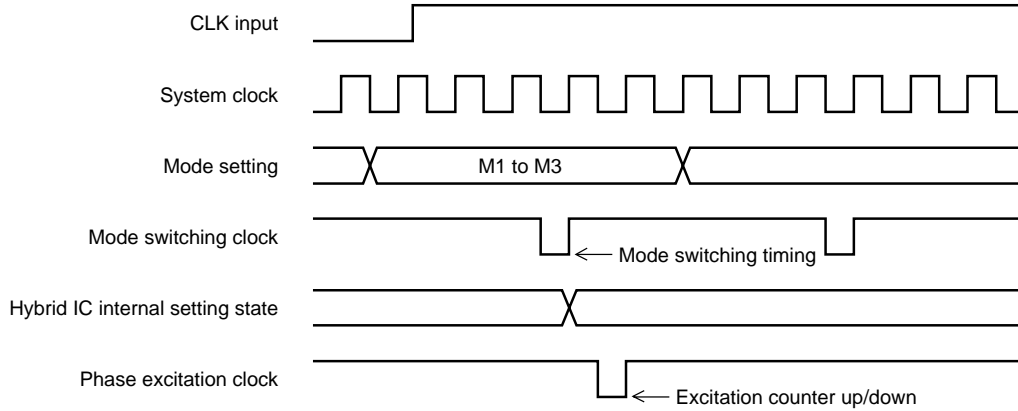 CLK input
System clock
Mode setting
M1 to M3
Mode switching clock
Mode switching timing
Hybrid IC internal setting state
Phase excitation clock
Excitation counter up/down